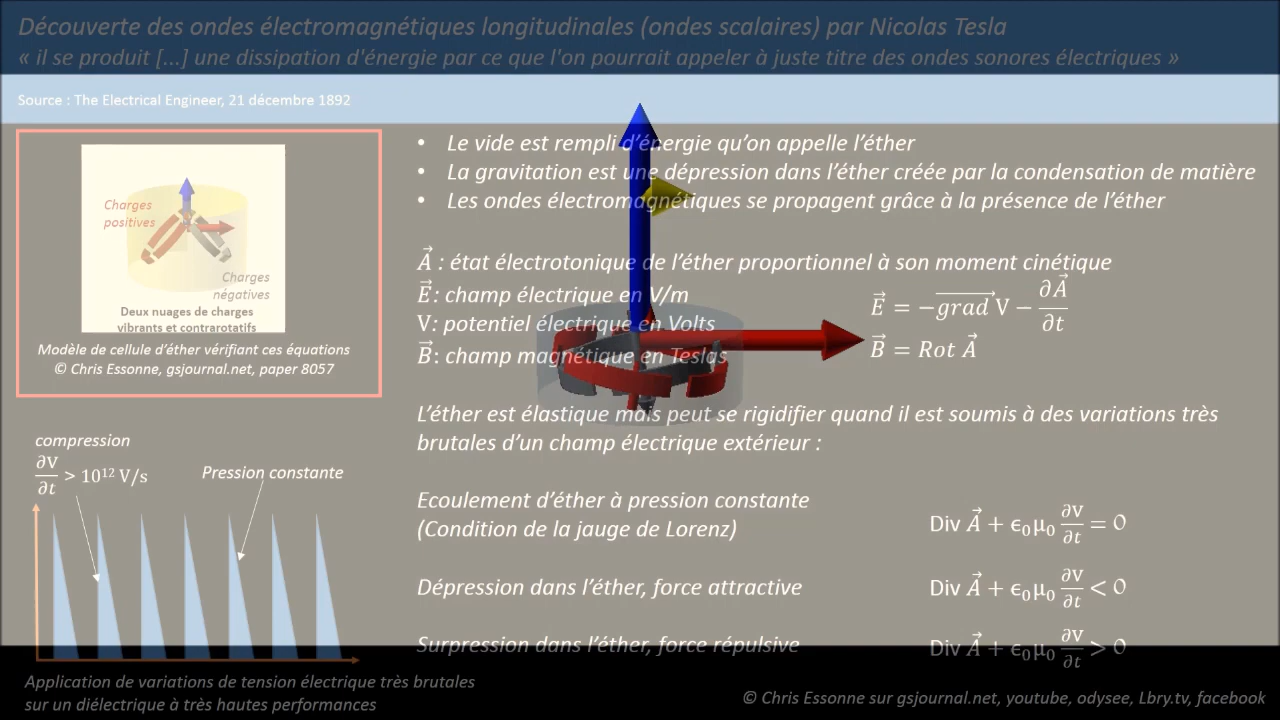 Découverte des ondes électromagnétiques longitudinales (ondes scalaires) par Nicolas Tesla
« il se produit [...] une dissipation d'énergie par ce que l'on pourrait appeler à juste titre des ondes sonores électriques »
Source : The Electrical Engineer, 21 décembre 1892
Charges
positives
Charges
négatives
Deux nuages de charges
vibrants et contrarotatifs
Modèle de cellule d'éther vérifiant ces équations
© Chris Essonne, gsjournal.net, paper 8057
• Le vide est rempli d'énergie qu'on appelle l'éther
• La gravitation est une dépression dans l'éther créée par la condensation de matière
• Les ondes électromagnétiques se propagent grâce à la présence de l'éther
A⃗ : état électrotonique de l'éther proportionnel à son moment cinétique
E⃗ : champ électrique en V/m
V: potentiel électrique en Volts
B⃗ : champ magnétique en Teslas
E⃗ = −grad⃗ V − ∂A⃗/∂t
B⃗ = Rot A⃗
L'éther est élastique mais peut se rigidifier quand il est soumis à des variations très
brutales d'un champ électrique extérieur :
Ecoulement d'éther à pression constante
(Condition de la jauge de Lorenz)
Div A⃗ + ϵ₀μ₀ ∂V/∂t = 0
Dépression dans l'éther, force attractive
Div A⃗ + ϵ₀μ₀ ∂V/∂t < 0
Surpression dans l'éther, force répulsive
Div A⃗ + ϵ₀μ₀ ∂V/∂t > 0
compression
∂V/∂t > 10¹² V/s
Pression constante
Application de variations de tension électrique très brutales
sur un diélectrique à très hautes performances
© Chris Essonne sur gsjournal.net, youtube, odysee, Lbry.tv, facebook